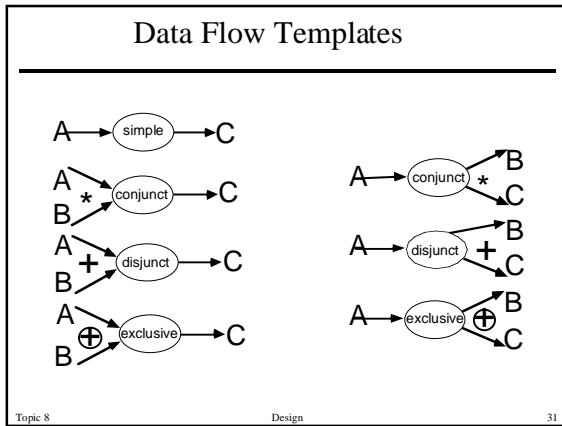 Data Flow Templates
A simple C
A
* conjunct C
B
A
+ disjunct C
B
A
⊕ exclusive C
B
B
A conjunct *
C
B
A disjunct +
C
B
A exclusive ⊕
C
Topic 8 Design 31